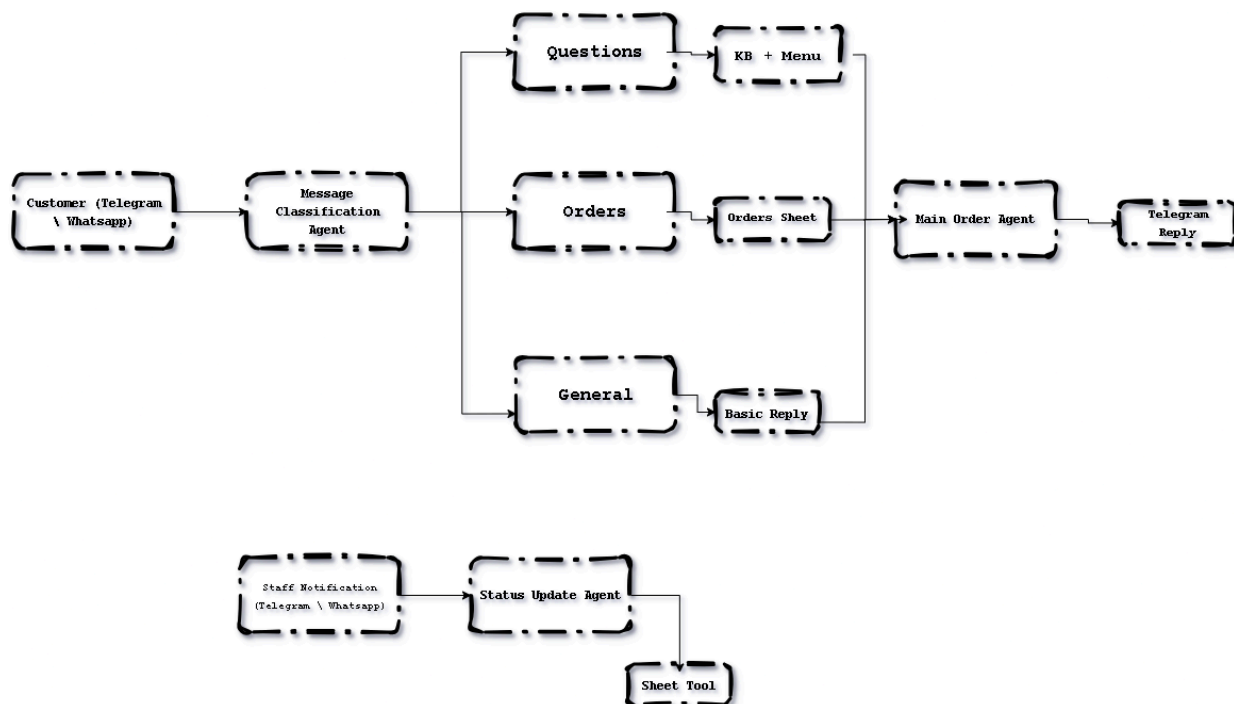 Questions
KB + Menu
Customer (Telegram
\ Whatsapp)
Message
Classification
Agent
Orders
Orders Sheet
Main Order Agent
Telegram
Reply
General
Basic Reply
Staff Notification
(Telegram \ Whatsapp)
Status Update Agent
Sheet Tool